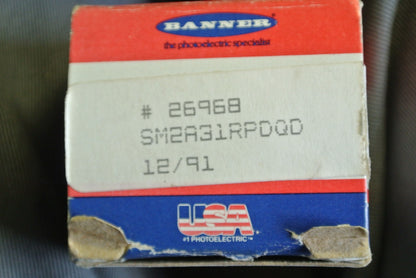 BANNER
the photoelectric specialist
# 26968
SM2A31RPDQD
12/91
USA
#1 PHOTOELECTRIC™